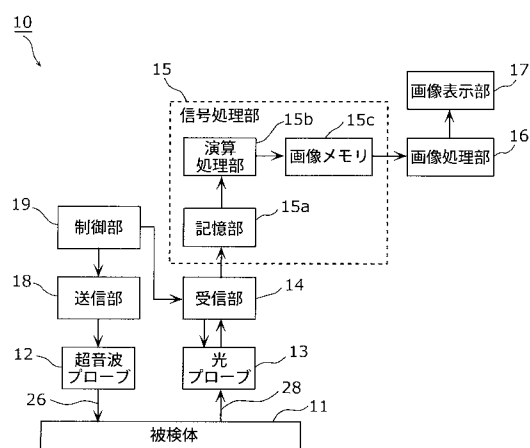 10
15
信号処理部
15b
15c
17
画像表示部
演算
処理部
画像メモリ
画像処理部
16
19
制御部
記憶部
15a
18
送信部
受信部
14
12
超音波
プローブ
光
プローブ
13
26
28
11
被検体